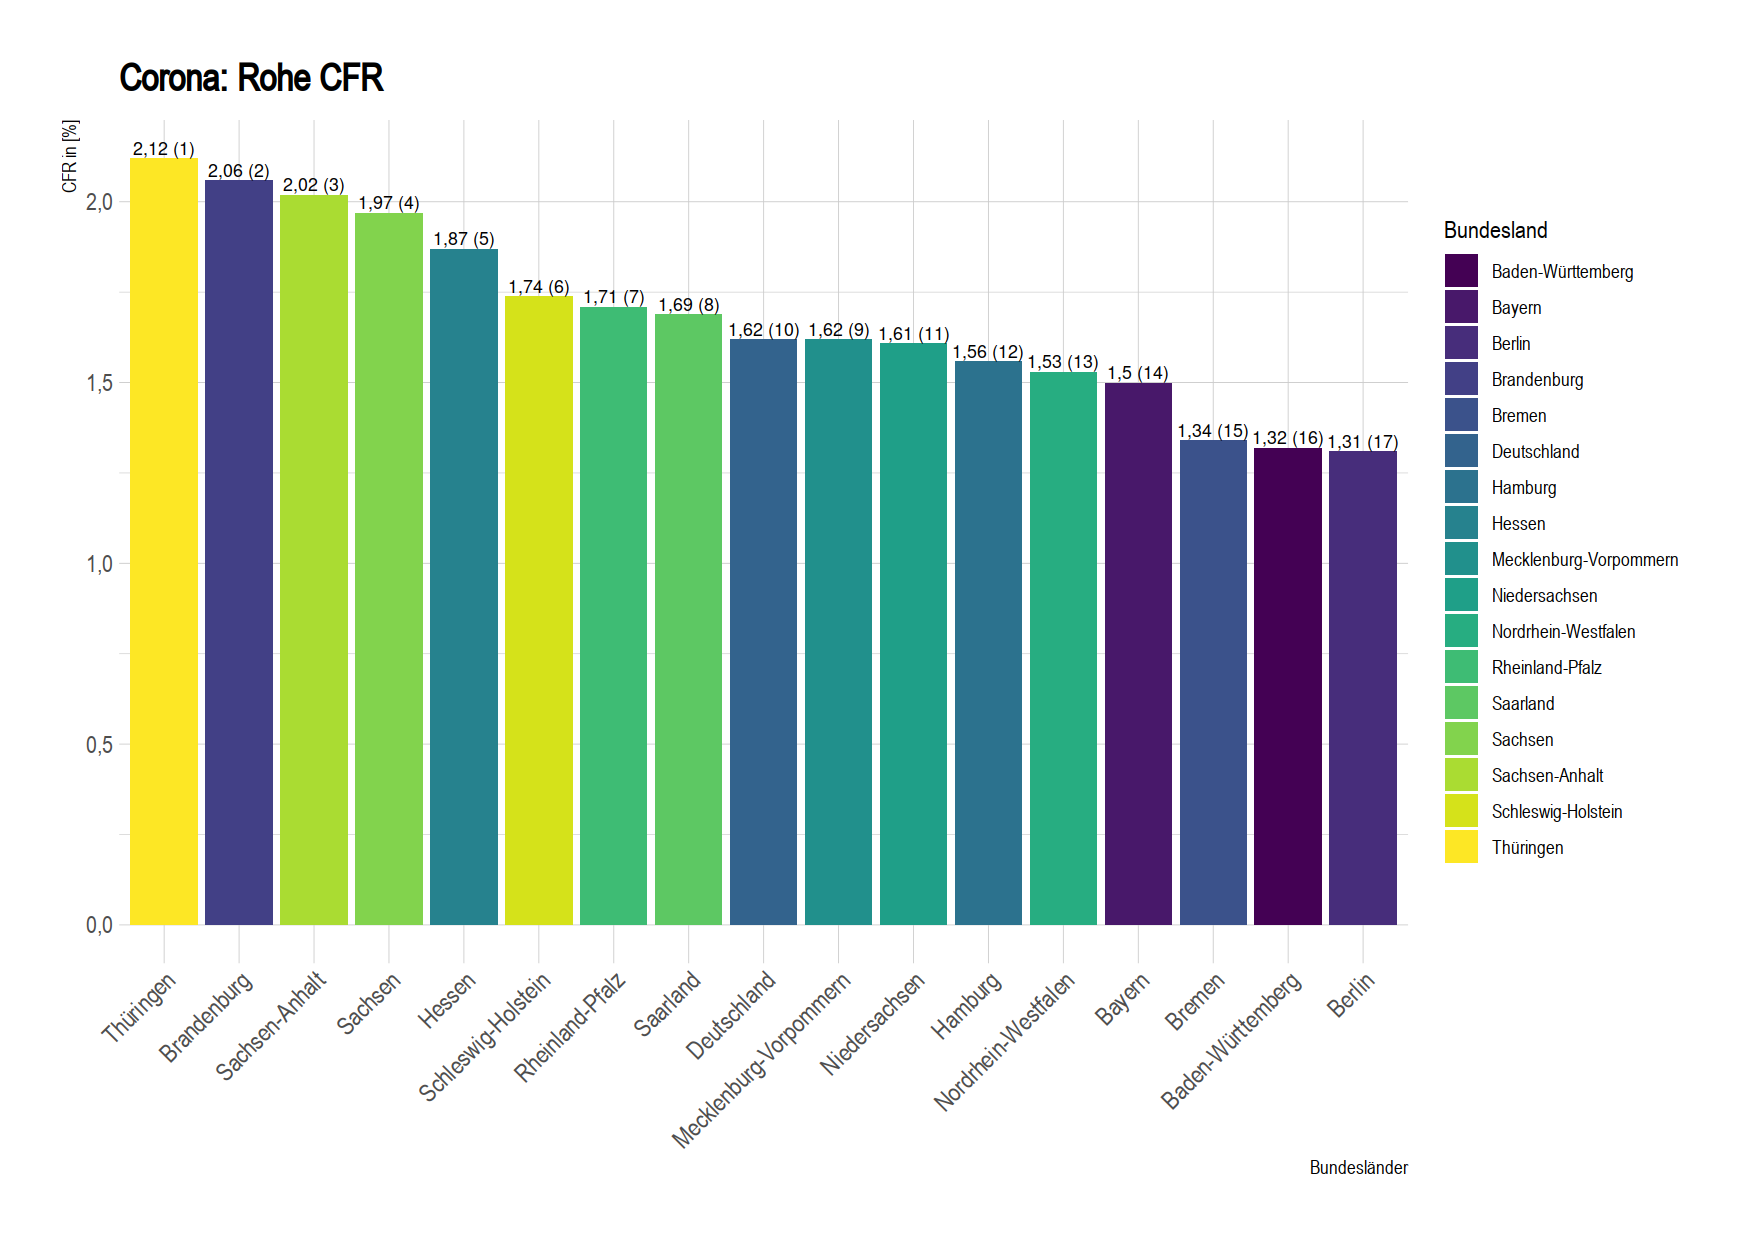 Corona: Rohe CFR
CFR in [%]
2,0
1,5
1,0
0,5
0,0
2,12 (1)
2,06 (2)
2,02 (3)
1,97 (4)
1,87 (5)
1,74 (6)
1,71 (7)
1,69 (8)
1,62 (10)
1,62 (9)
1,61 (11)
1,56 (12)
1,53 (13)
1,5 (14)
1,34 (15)
1,32 (16)
1,31 (17)
Thüringen
Brandenburg
Sachsen-Anhalt
Sachsen
Hessen
Schleswig-Holstein
Rheinland-Pfalz
Saarland
Deutschland
Mecklenburg-Vorpommern
Niedersachsen
Hamburg
Nordrhein-Westfalen
Bayern
Bremen
Baden-Württemberg
Berlin
Bundesländer
Bundesland
Baden-Württemberg
Bayern
Berlin
Brandenburg
Bremen
Deutschland
Hamburg
Hessen
Mecklenburg-Vorpommern
Niedersachsen
Nordrhein-Westfalen
Rheinland-Pfalz
Saarland
Sachsen
Sachsen-Anhalt
Schleswig-Holstein
Thüringen